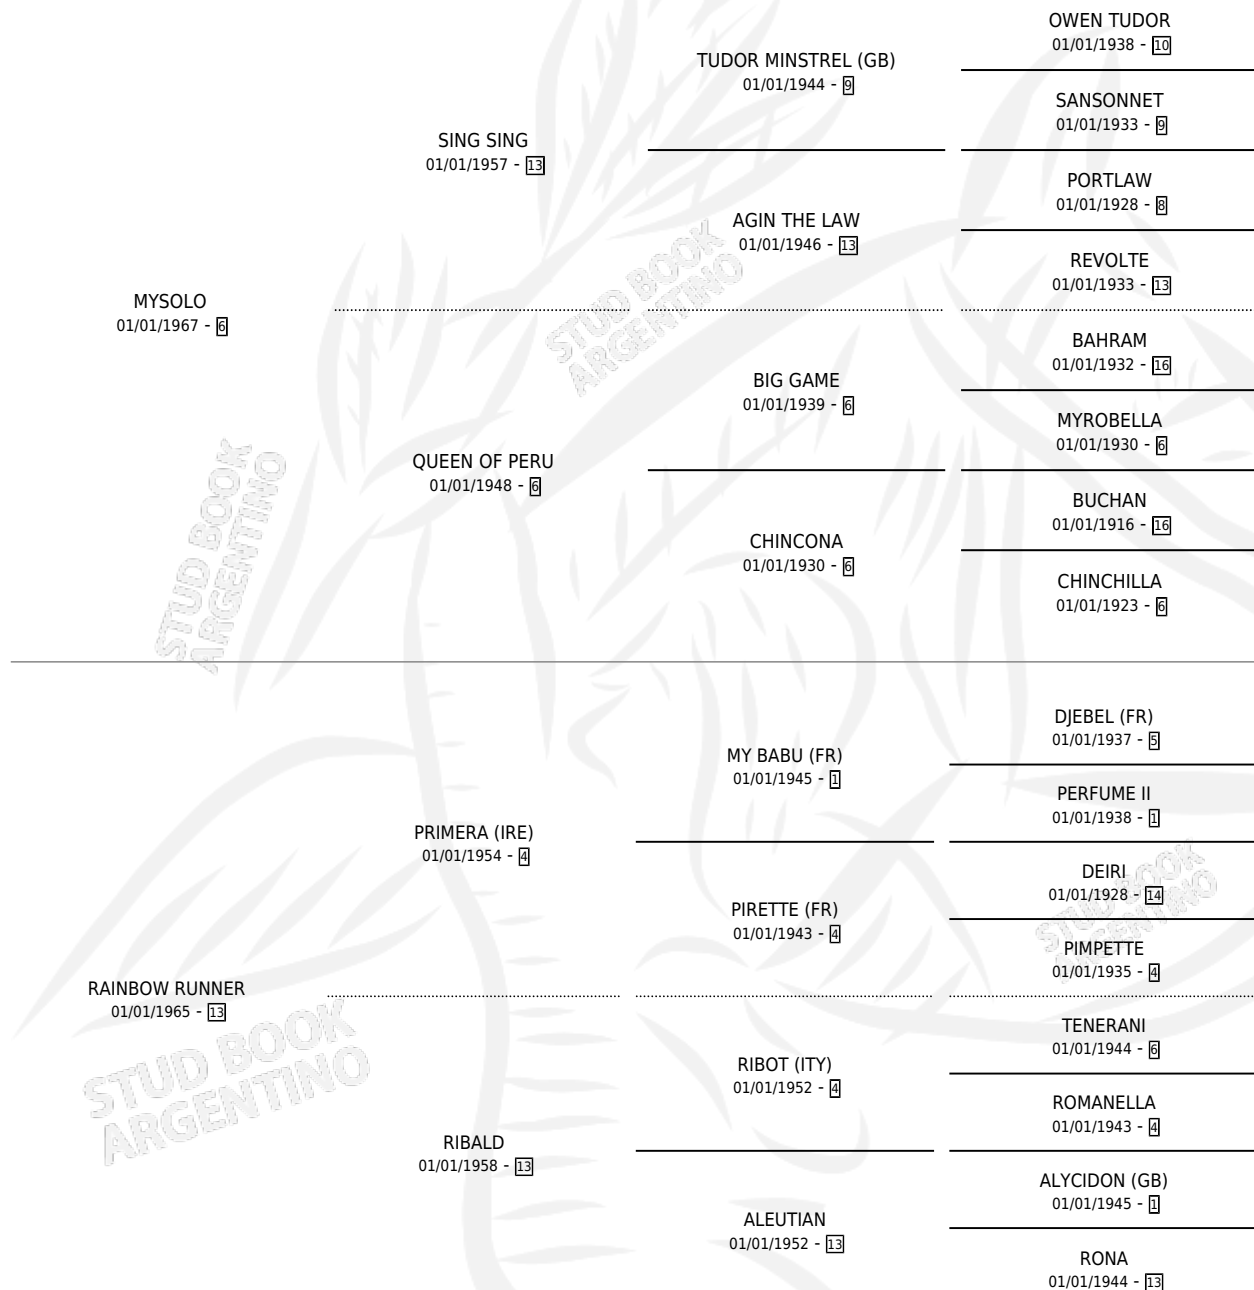 OWEN TUDOR
01/01/1938 - 10
TUDOR MINSTREL (GB)
01/01/1944 - 9
SANSONNET
01/01/1933 - 9
SING SING
01/01/1957 - 13
PORTLAW
01/01/1928 - 8
AGIN THE LAW
01/01/1946 - 13
REVOLTE
01/01/1933 - 13
MYSOLO
01/01/1967 - 6
BAHRAM
01/01/1932 - 16
BIG GAME
01/01/1939 - 6
MYROBELLA
01/01/1930 - 6
QUEEN OF PERU
01/01/1948 - 6
BUCHAN
01/01/1916 - 16
CHINCONA
01/01/1930 - 6
CHINCHILLA
01/01/1923 - 6
STUD BOOK
ARGENTINO
STUD BOOK
ARGENTINO
DJEBEL (FR)
01/01/1937 - 5
MY BABU (FR)
01/01/1945 - 1
PERFUME II
01/01/1938 - 1
PRIMERA (IRE)
01/01/1954 - 4
DEIRI
01/01/1928 - 14
PIRETTE (FR)
01/01/1943 - 4
PIMPETTE
01/01/1935 - 4
RAINBOW RUNNER
01/01/1965 - 13
TENERANI
01/01/1944 - 6
RIBOT (ITY)
01/01/1952 - 4
ROMANELLA
01/01/1943 - 4
RIBALD
01/01/1958 - 13
ALYCIDON (GB)
01/01/1945 - 1
ALEUTIAN
01/01/1952 - 13
RONA
01/01/1944 - 13
STUD BOOK
ARGENTINO
STUD BOOK
ARGENTINO